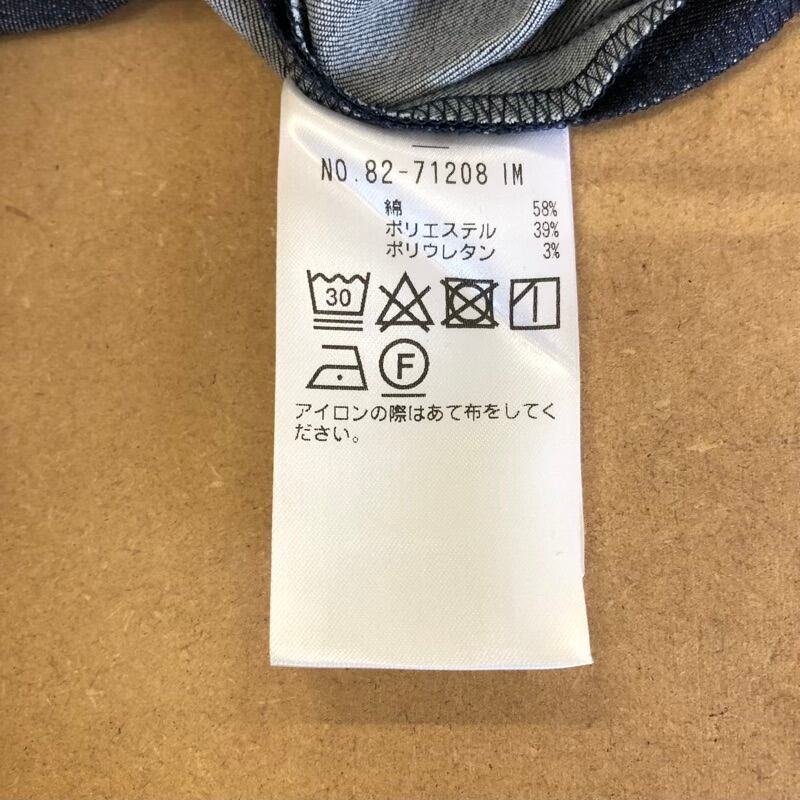 NO.82-71208 IM
綿 58%
ポリエステル 39%
ポリウレタン 3%
30
F
アイロンの際はあて布をしてく
ださい。